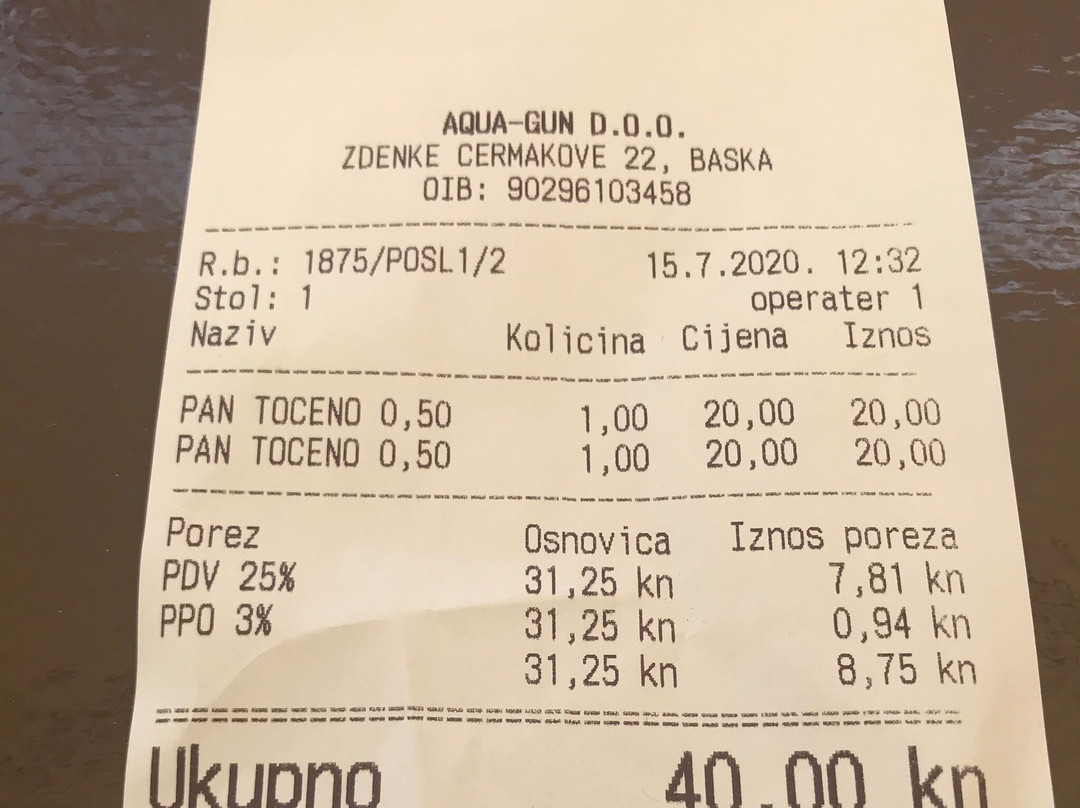 AQUA-GUN D.O.O.
ZDENKE CERMAKOVE 22, BASKA
OIB: 90296103458
R.b.: 1875/POSL1/2 15.7.2020. 12:32
Stol: 1 operater 1
Naziv Kolicina Cijena Iznos
PAN TOCENO 0,50 1,00 20,00 20,00
PAN TOCENO 0,50 1,00 20,00 20,00
Porez Osnovica Iznos poreza
PDV 25% 31,25 kn 7,81 kn
PPO 3% 31,25 kn 0,94 kn
31,25 kn 8,75 kn
Ukupno 40,00 kn